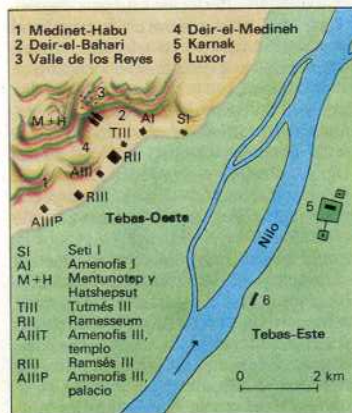 1 Medinet-Habu
2 Deir-el-Bahari
3 Valle de los Reyes
4 Deir-el-Medineh
5 Karnak
6 Luxor
3
M+H
2
AI
SI
TIII
4
RII
AIII
1
RIII
AIIIP
Tebas-Oeste
5
Nilo
6
Tebas-Este
SI Seti I
AI Amenofis I
M+H Mentunotep y
Hatshepsut
TIII Tutmés III
RII Ramesseum
AIIIT Amenofis III,
templo
RIII Ramsés III
AIIIP Amenofis III,
palacio
0 2 km